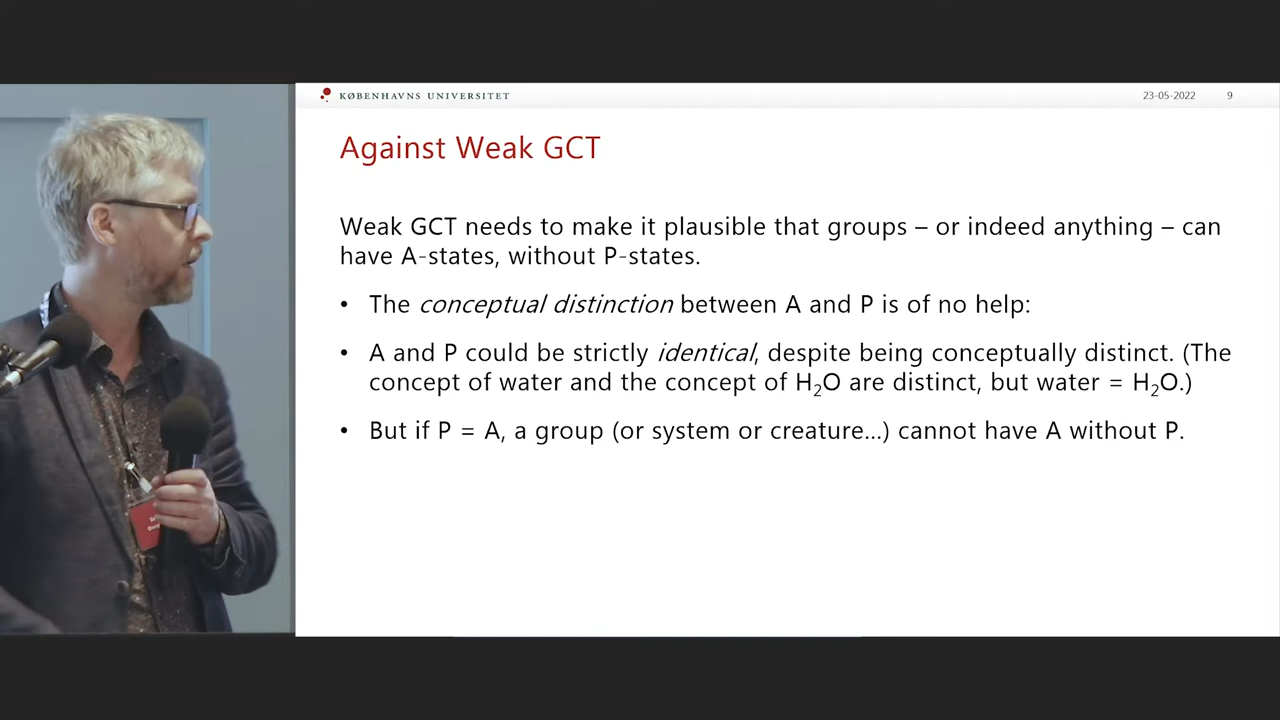 KØBENHAVNS UNIVERSITET
23-05-2022 9
Against Weak GCT
Weak GCT needs to make it plausible that groups – or indeed anything – can
have A-states, without P-states.
• The conceptual distinction between A and P is of no help:
• A and P could be strictly identical, despite being conceptually distinct. (The
concept of water and the concept of H₂O are distinct, but water = H₂O.)
• But if P = A, a group (or system or creature…) cannot have A without P.